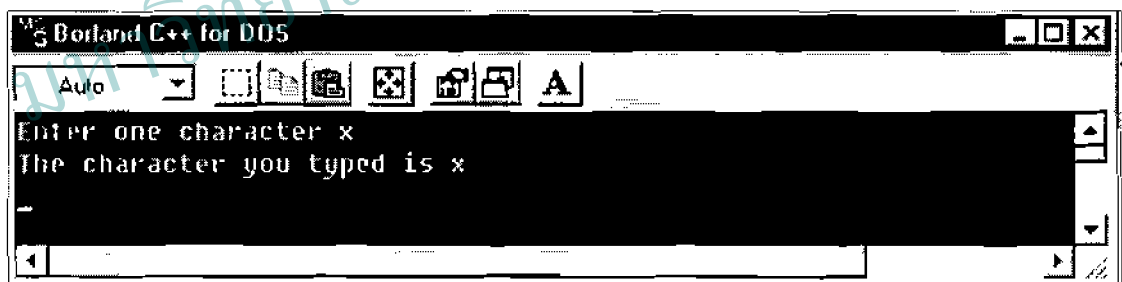 Borland C++ for DOS
Auto
A
Enter one character x
The character you typed is x